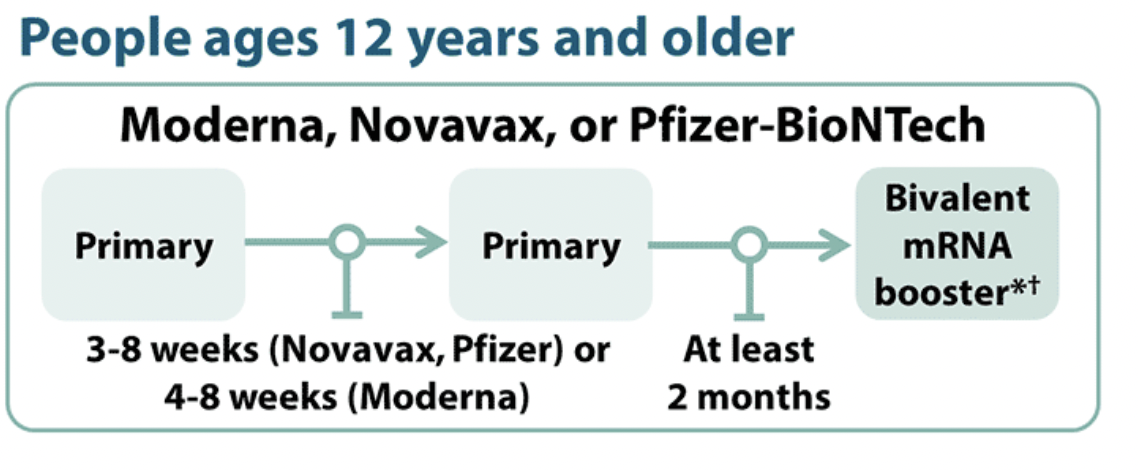 People ages 12 years and older
Moderna, Novavax, or Pfizer-BioNTech
Primary
Primary
Bivalent
mRNA
booster*†
3-8 weeks (Novavax, Pfizer) or
4-8 weeks (Moderna)
At least
2 months